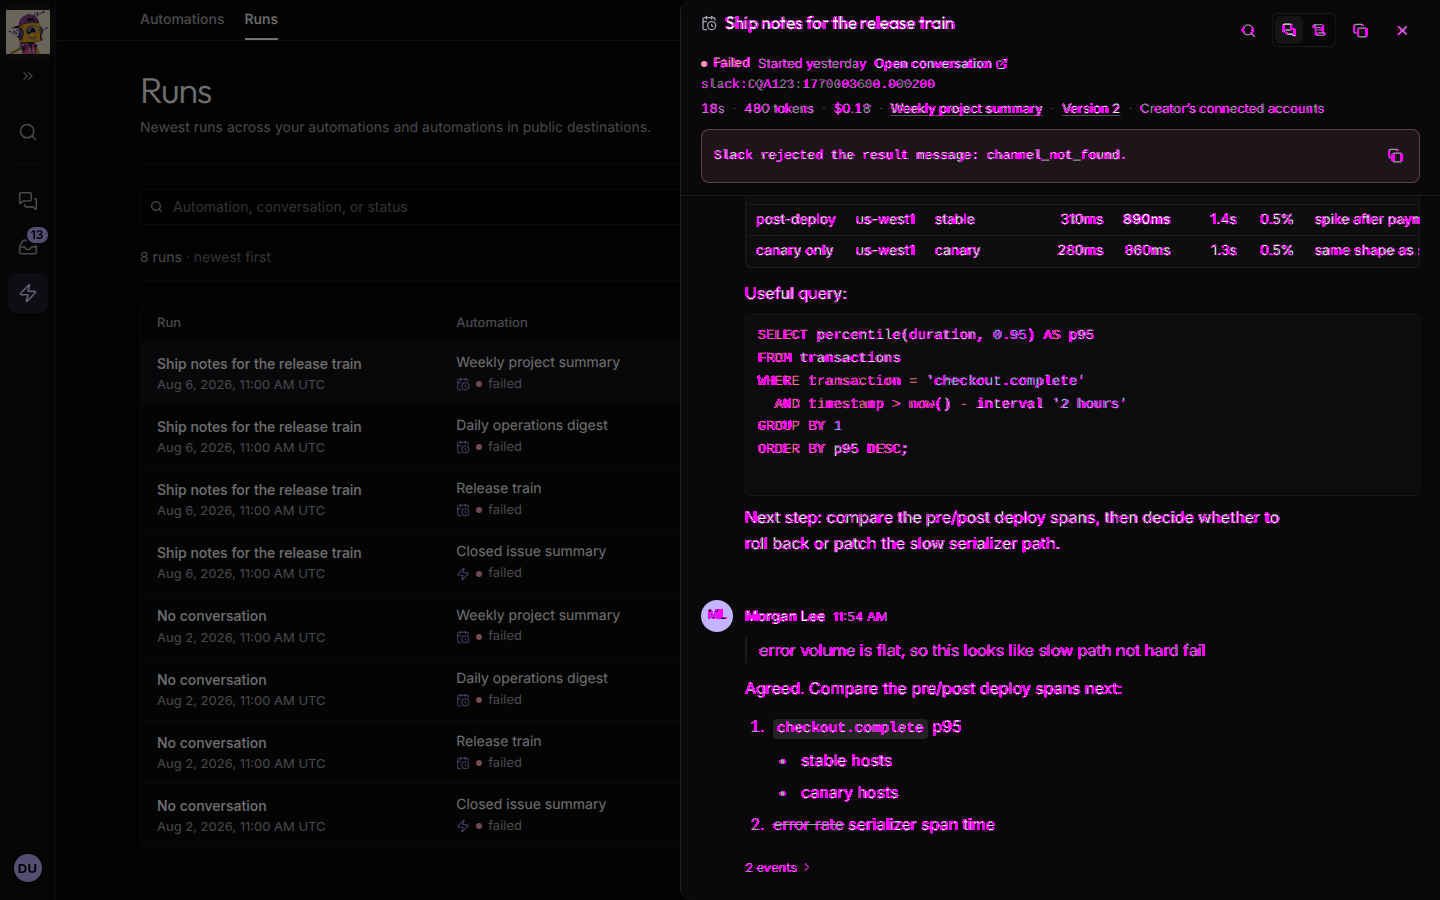 Automations
Runs
13
DU
Runs
Newest runs across your automations and automations in public destinations.
Automation, conversation, or status
8 runs · newest first
Run Automation
Ship notes for the release train Weekly project summary
Aug 6, 2026, 11:00 AM UTC failed
Ship notes for the release train Daily operations digest
Aug 6, 2026, 11:00 AM UTC failed
Ship notes for the release train Release train
Aug 6, 2026, 11:00 AM UTC failed
Ship notes for the release train Closed issue summary
Aug 6, 2026, 11:00 AM UTC failed
No conversation Weekly project summary
Aug 2, 2026, 11:00 AM UTC failed
No conversation Daily operations digest
Aug 2, 2026, 11:00 AM UTC failed
No conversation Release train
Aug 2, 2026, 11:00 AM UTC failed
No conversation Closed issue summary
Aug 2, 2026, 11:00 AM UTC failed
Ship notes for the release train
Failed Started yesterday Open conversation
18s · 480 tokens · $0.18 · Weekly project summary · Version 2 · Creator's connected accounts
Slack rejected the result message: channel_not_found.
post-deploy us-west1 stable 310ms 890ms 1.4s 0.5% spike after paym
canary only us-west1 canary 280ms 860ms 1.3s 0.5% same shape as s
Useful query:
SELECT percentile(duration, 0.95) AS p95
FROM transactions
WHERE transaction = 'checkout.complete'
AND timestamp > now() - interval '2 hours'
GROUP BY 1
ORDER BY p95 DESC;
Next step: compare the pre/post deploy spans, then decide whether to
roll back or patch the slow serializer path.
ML
Morgan Lee 11:54 AM
error volume is flat, so this looks like slow path not hard fail
Agreed. Compare the pre/post deploy spans next:
1. checkout.complete p95
• stable hosts
• canary hosts
2. error rate serializer span time
2 events